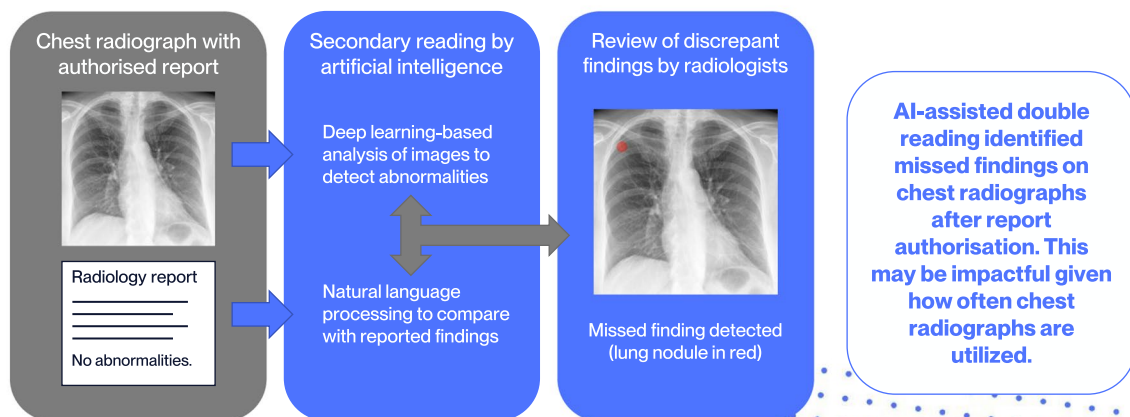 Chest radiograph with
authorised report
Radiology report
No abnormalities.
Secondary reading by
artificial intelligence
Deep learning-based
analysis of images to
detect abnormalities
Natural language
processing to compare
with reported findings
Review of discrepant
findings by radiologists
Missed finding detected
(lung nodule in red)
AI-assisted double
reading identified
missed findings on
chest radiographs
after report
authorisation. This
may be impactful given
how often chest
radiographs are
utilized.